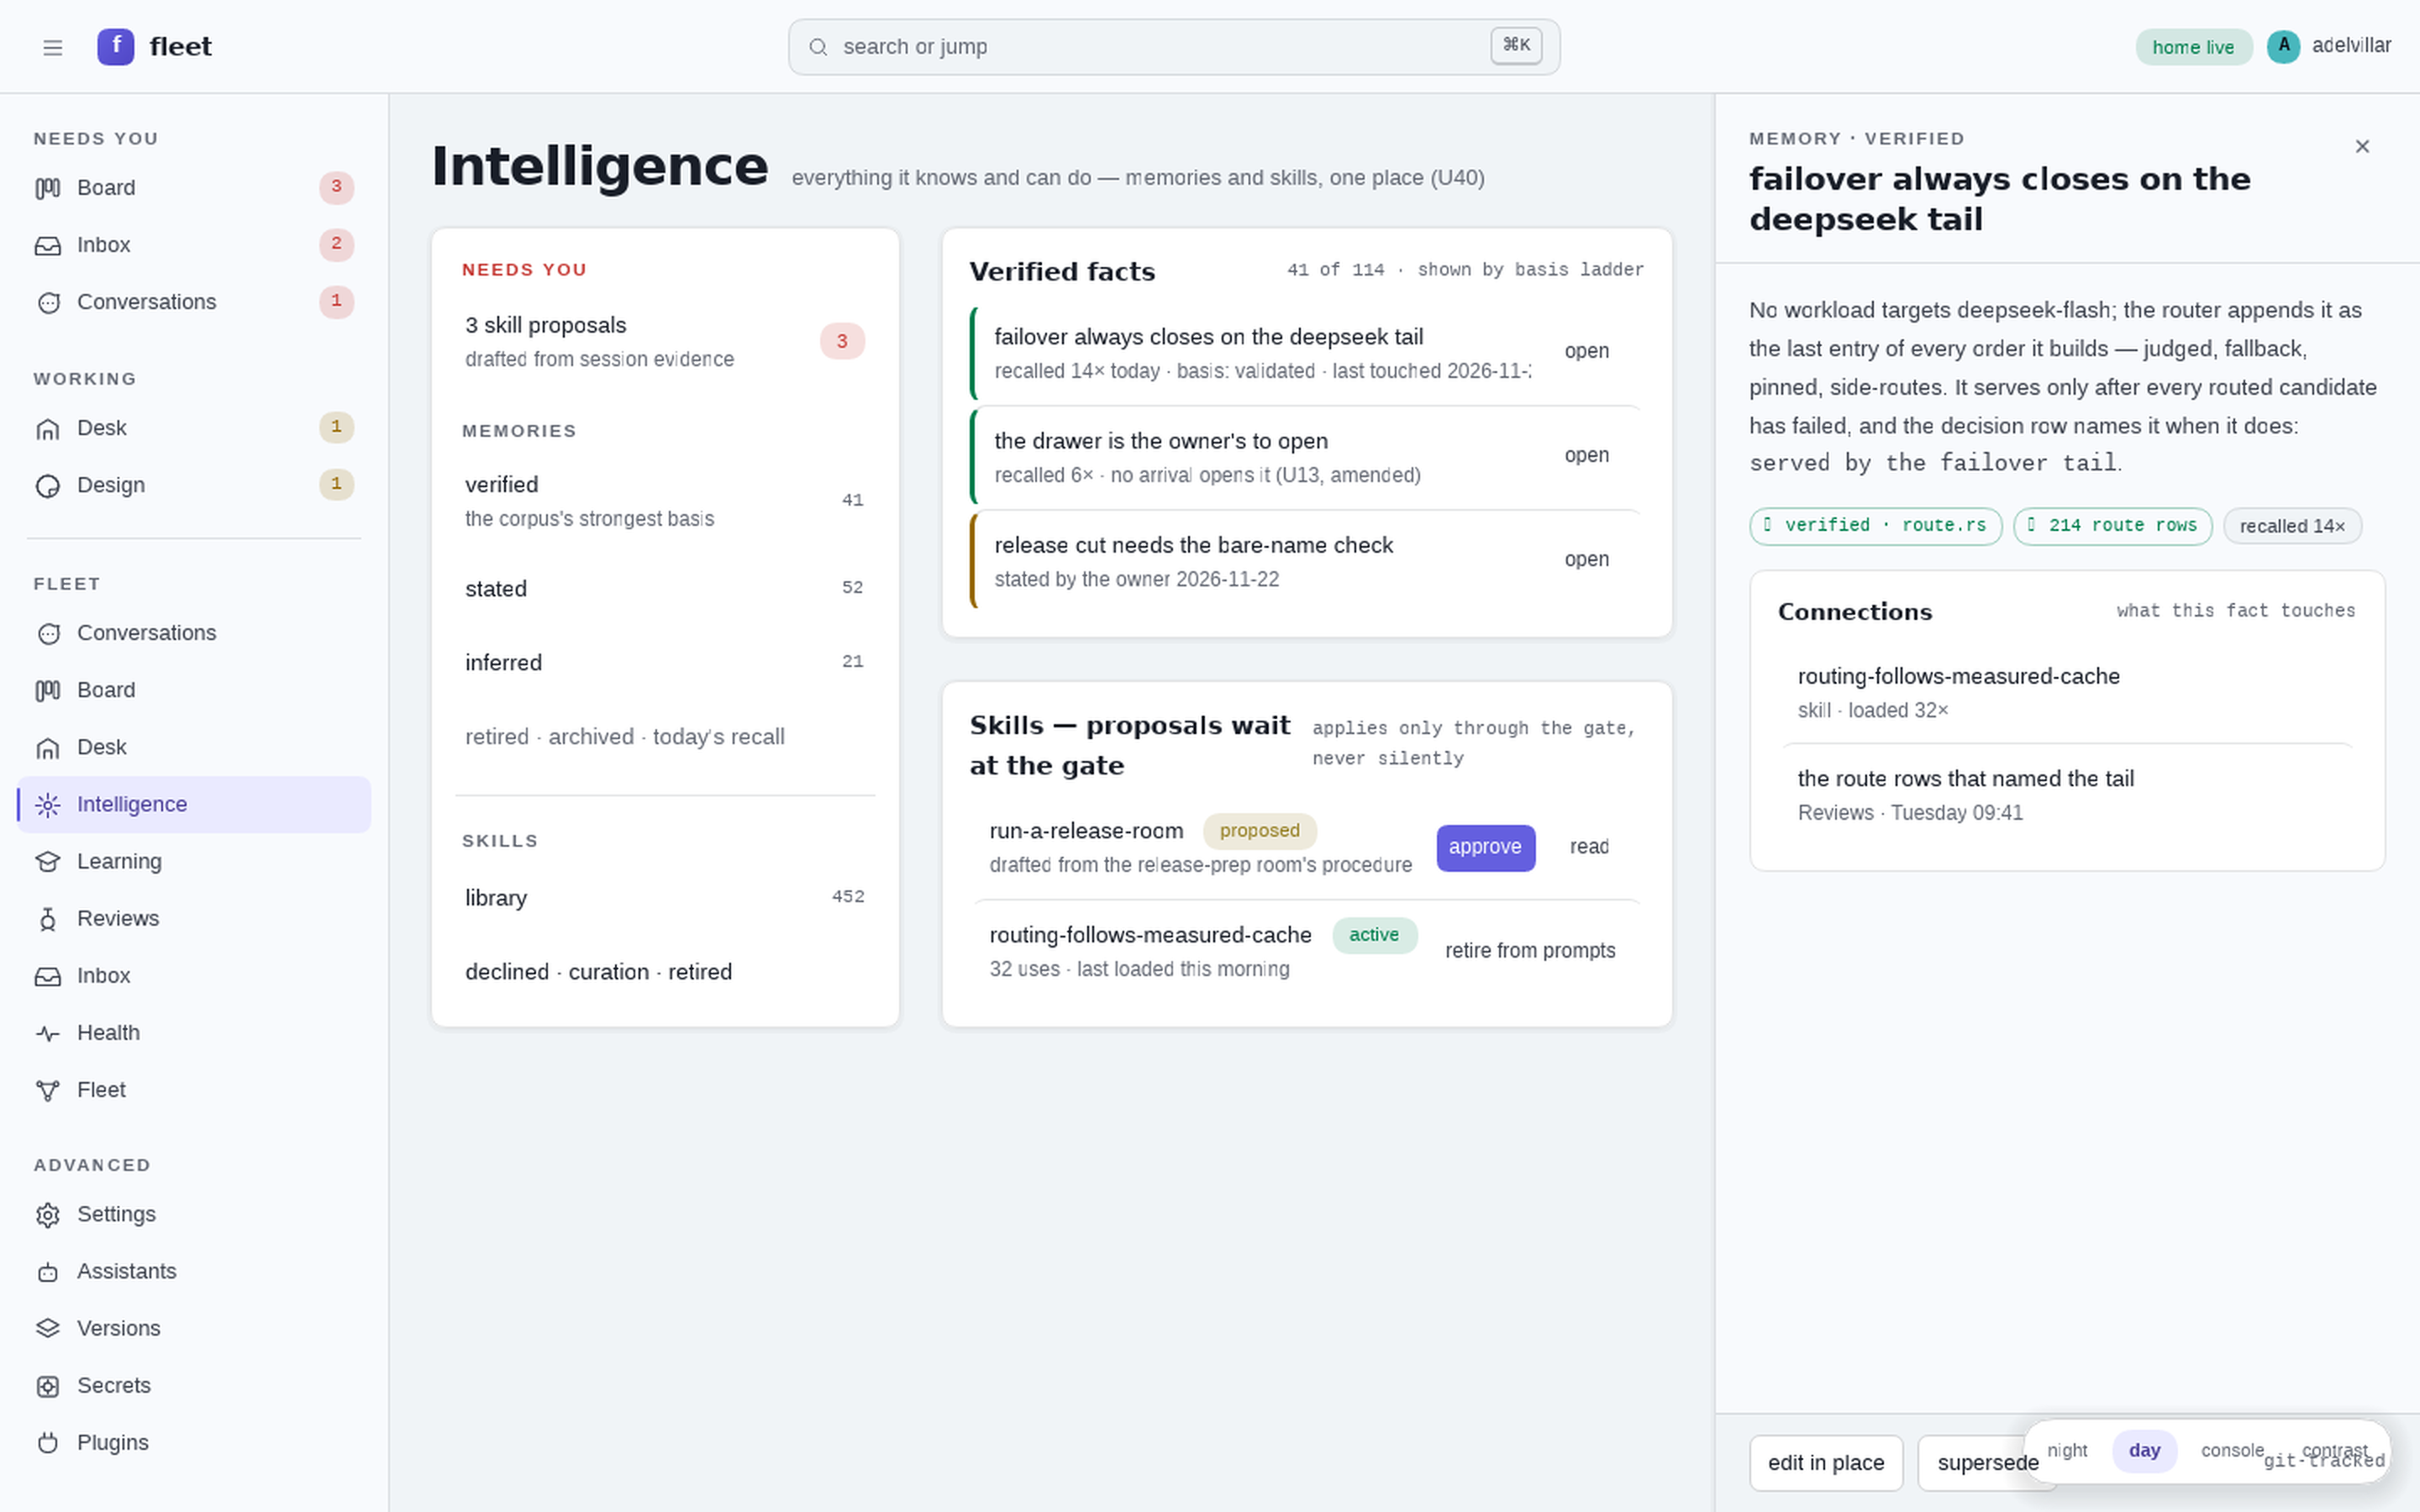 f fleet
search or jump
⌘K
home live
A adelvillar
NEEDS YOU
Board 3
Inbox 2
Conversations 1
WORKING
Desk 1
Design 1
FLEET
Conversations
Board
Desk
Intelligence
Learning
Reviews
Inbox
Health
Fleet
ADVANCED
Settings
Assistants
Versions
Secrets
Plugins
Intelligence everything it knows and can do — memories and skills, one place (U40)
NEEDS YOU
3 skill proposals
drafted from session evidence
3
MEMORIES
verified
the corpus's strongest basis
41
stated 52
inferred 21
retired · archived · today's recall
SKILLS
library 452
declined · curation · retired
Verified facts 41 of 114 · shown by basis ladder
failover always closes on the deepseek tail
recalled 14× today · basis: validated · last touched 2026-11-
open
the drawer is the owner's to open
recalled 6× · no arrival opens it (U13, amended)
open
release cut needs the bare-name check
stated by the owner 2026-11-22
open
Skills — proposals wait
at the gate
applies only through the gate,
never silently
run-a-release-room proposed
drafted from the release-prep room's procedure
approve read
routing-follows-measured-cache active
32 uses · last loaded this morning
retire from prompts
MEMORY · VERIFIED
failover always closes on the
deepseek tail
No workload targets deepseek-flash; the router appends it as
the last entry of every order it builds — judged, fallback,
pinned, side-routes. It serves only after every routed candidate
has failed, and the decision row names it when it does:
served by the failover tail.
verified · route.rs
214 route rows
recalled 14×
Connections what this fact touches
routing-follows-measured-cache
skill · loaded 32×
the route rows that named the tail
Reviews · Tuesday 09:41
edit in place supersede
night day console contrast
git-tracked